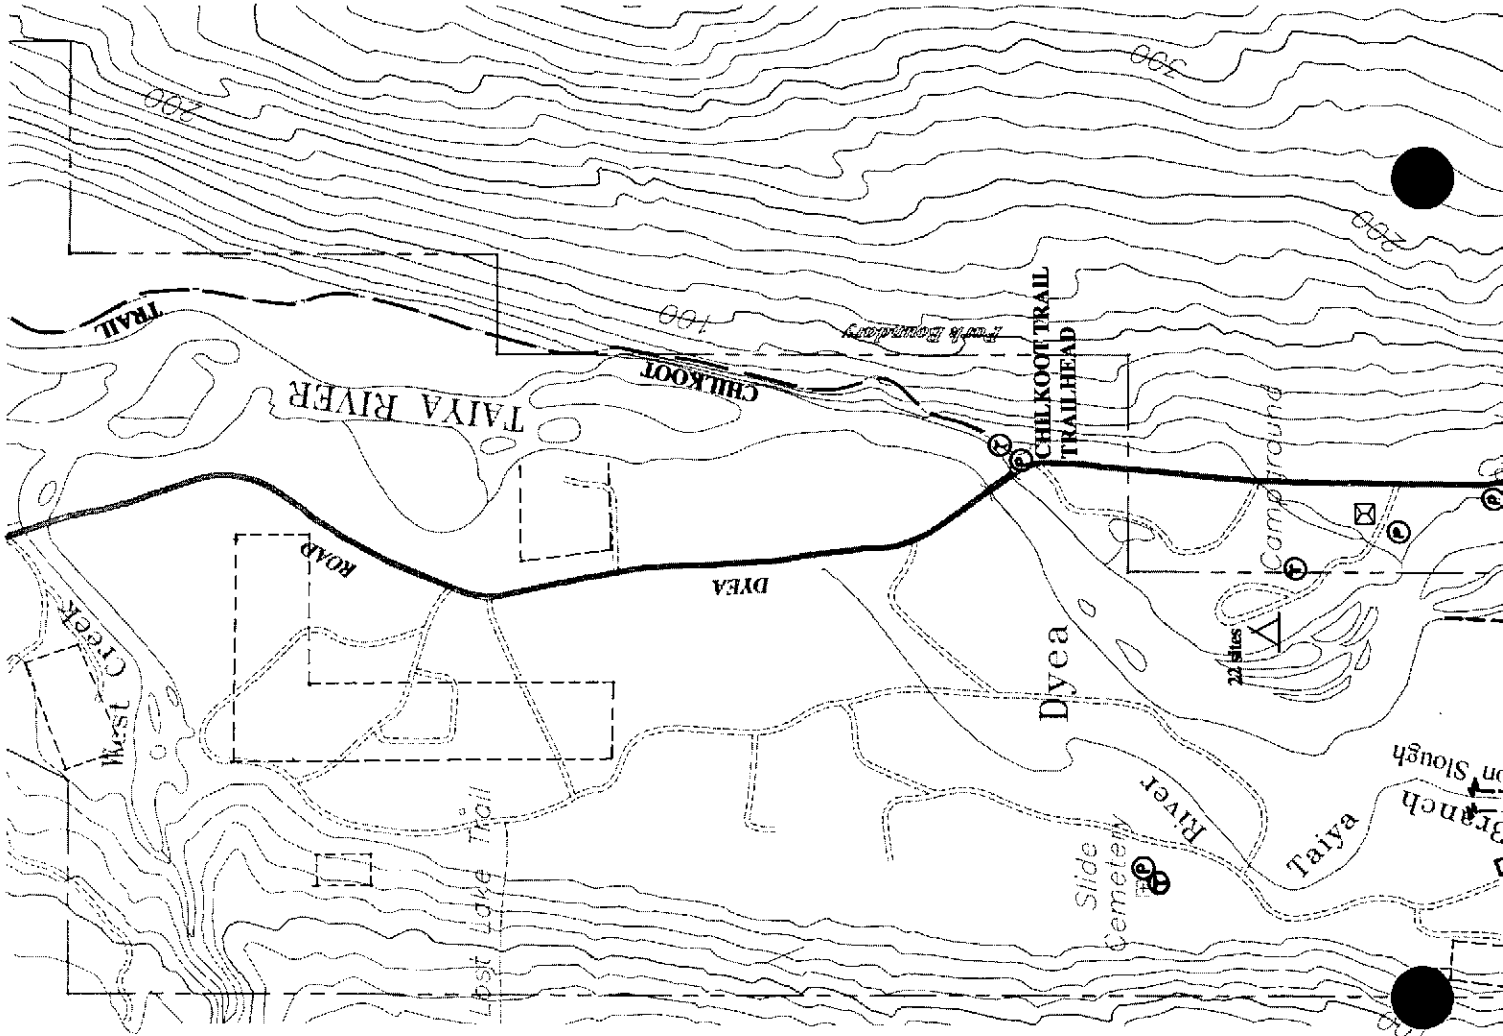 200
300
200
TRAIL
100
Park Boundary
CHILKOOT
CHILKOOT TRAIL
TRAILHEAD
TAIYA RIVER
Campground
P
T
P
P
T
ROAD
DYEA
West Creek
22 sites
Dyea
on Slough
Branch
River
Taiya
Lost Lake Trail
Slide
Cemetery
P
T